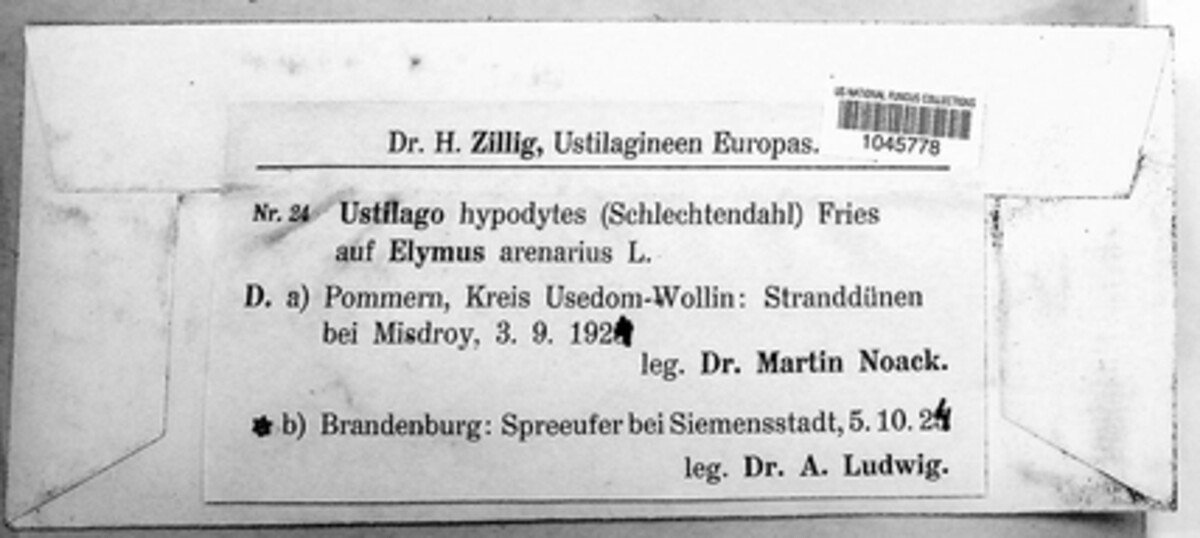 US NATIONAL FUNGUS COLLECTIONS
1045778
Dr. H. Zillig, Ustilagineen Europas.
Nr. 24 Ustilago hypodytes (Schlechtendahl) Fries
auf Elymus arenarius L.
D. a) Pommern, Kreis Usedom-Wollin: Stranddünen
bei Misdroy, 3. 9. 1924
leg. Dr. Martin Noack.
* b) Brandenburg: Spreeufer bei Siemensstadt, 5. 10. 24
leg. Dr. A. Ludwig.